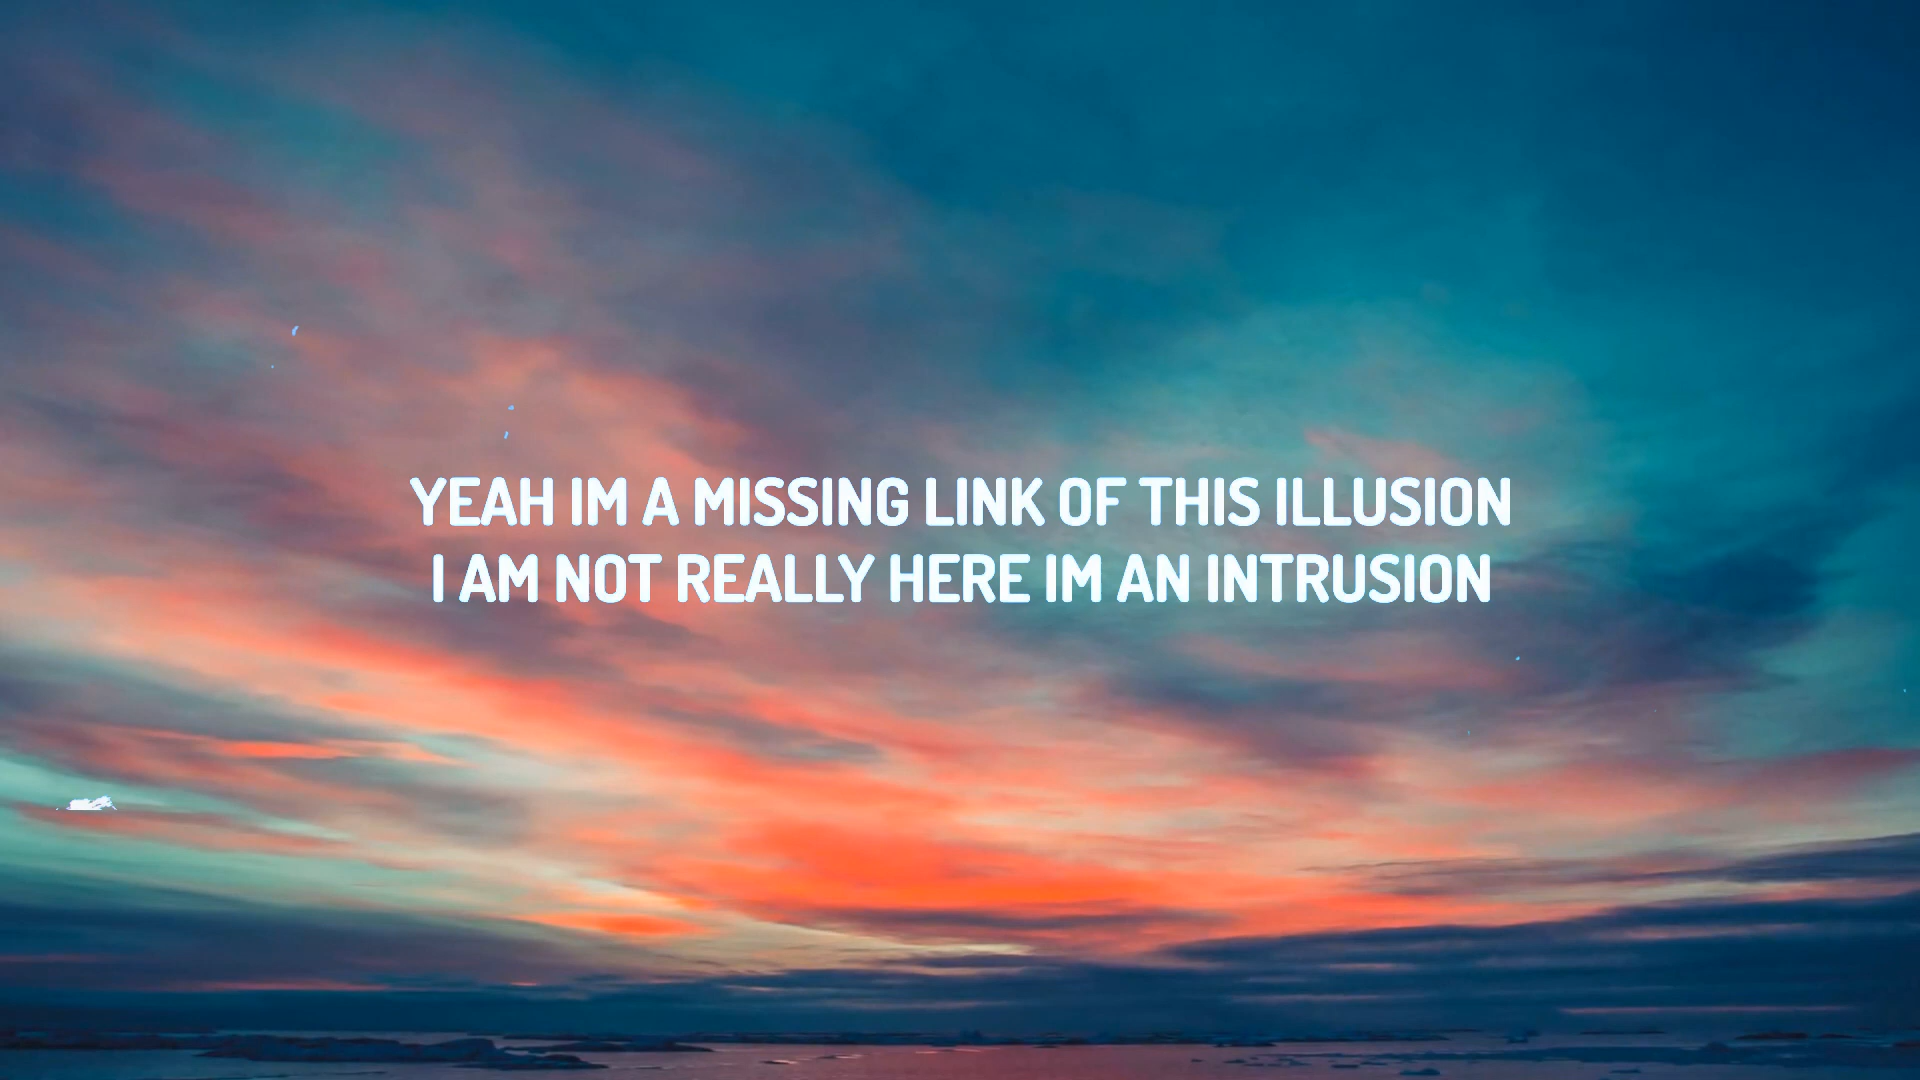 YEAH IM A MISSING LINK OF THIS ILLUSION
I AM NOT REALLY HERE IM AN INTRUSION